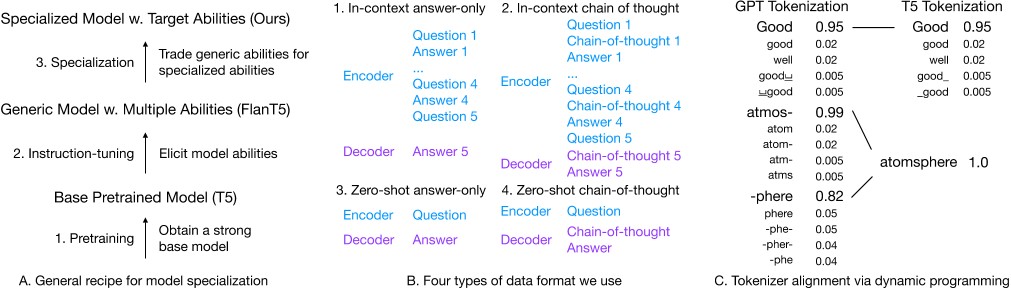 Specialized Model w. Target Abilities (Ours)
3. Specialization
Trade generic abilities for
specialized abilities
Generic Model w. Multiple Abilities (FlanT5)
2. Instruction-tuning
Elicit model abilities
Base Pretrained Model (T5)
1. Pretraining
Obtain a strong
base model
A. General recipe for model specialization
1. In-context answer-only
Encoder
Question 1
Answer 1
...
Question 4
Answer 4
Question 5
Decoder
Answer 5
2. In-context chain of thought
Encoder
Question 1
Chain-of-thought 1
Answer 1
...
Question 4
Chain-of-thought 4
Answer 4
Question 5
Decoder
Chain-of-thought 5
Answer 5
3. Zero-shot answer-only
Encoder Question
Decoder Answer
4. Zero-shot chain-of-thought
Encoder Question
Decoder Chain-of-thought
Answer
B. Four types of data format we use
GPT Tokenization
Good 0.95
good 0.02
well 0.02
good␣ 0.005
␣good 0.005
atmos- 0.99
atom 0.02
atom- 0.02
atm- 0.005
atms 0.005
-phere 0.82
phere 0.05
-phe- 0.05
-pher- 0.04
-phe 0.04
T5 Tokenization
Good 0.95
good 0.02
well 0.02
good_ 0.005
_good 0.005
atomsphere 1.0
C. Tokenizer alignment via dynamic programming